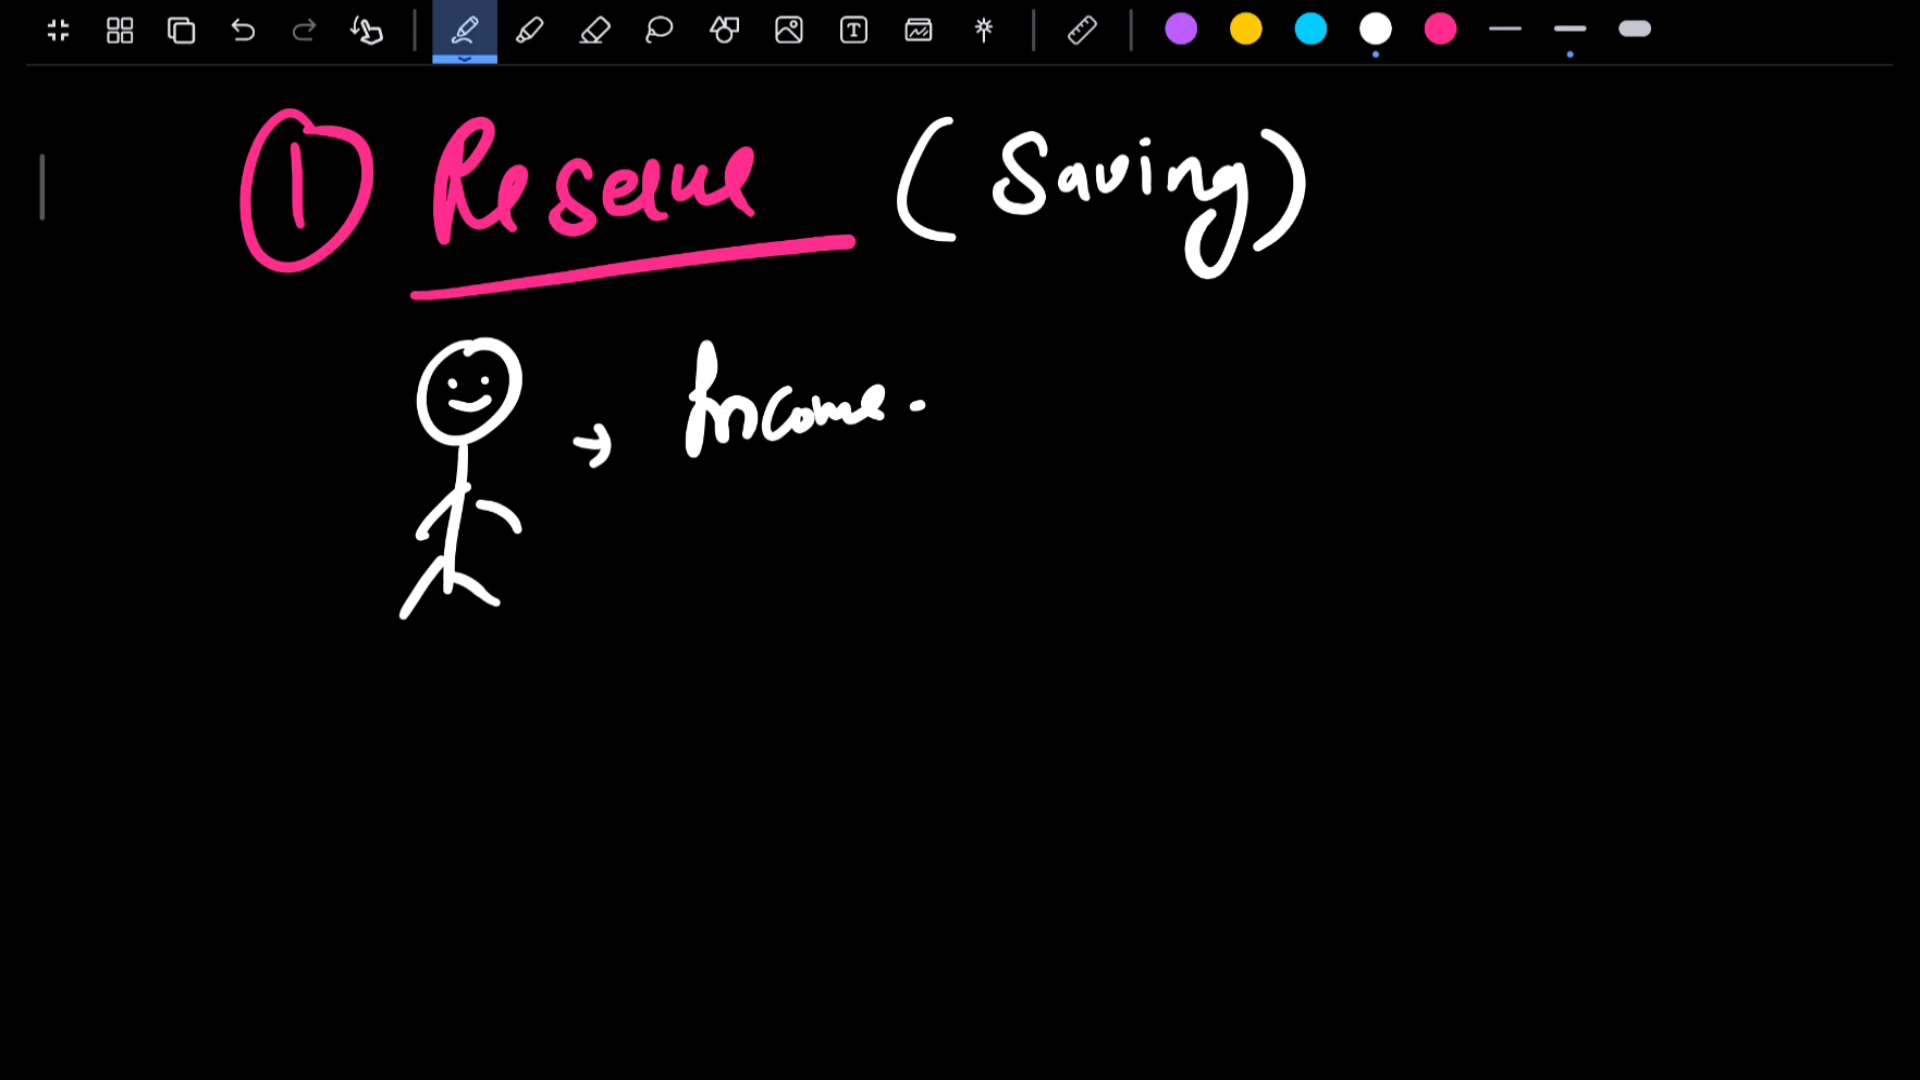 ① Reserve (Saving)
→ Income.